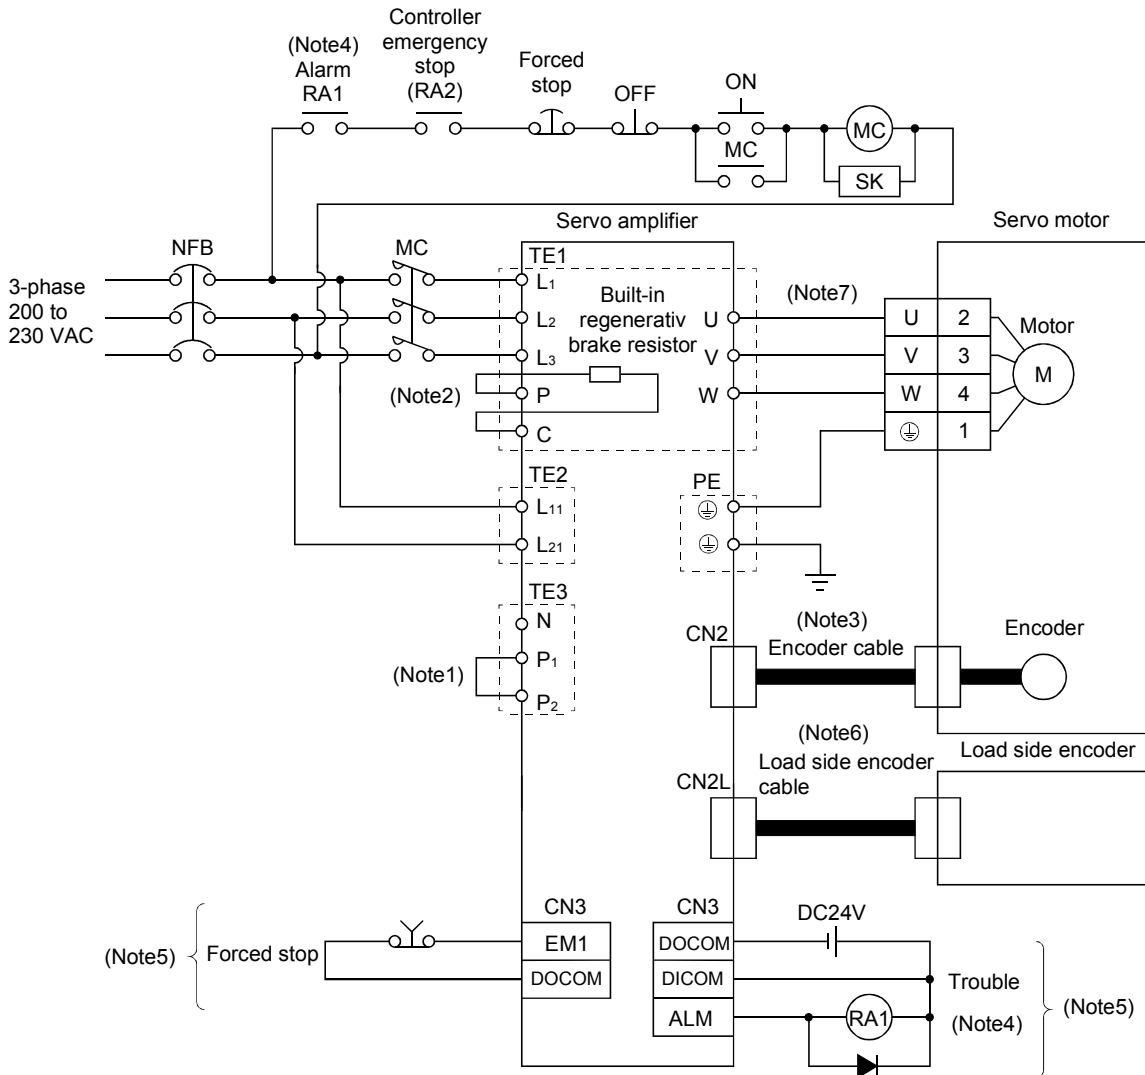 Controller
emergency
stop
(RA2)
(Note4)
Alarm
RA1
Forced
stop
OFF
ON
MC
MC
SK
Servo amplifier
Servo motor
NFB
MC
3-phase
200 to
230 VAC
TE1
L1
L2
L3
P
C
(Note2)
Built-in
regenerativ
brake resistor
U
V
W
(Note7)
U 2
V 3
W 4
1
Motor
M
TE2
L11
L21
PE
TE3
N
P1
P2
(Note1)
CN2
(Note3)
Encoder cable
Encoder
CN2L
(Note6)
Load side encoder
cable
Load side encoder
(Note5)
Forced stop
CN3
EM1
DOCOM
CN3
DOCOM
DICOM
ALM
DC24V
RA1
Trouble
(Note4)
(Note5)